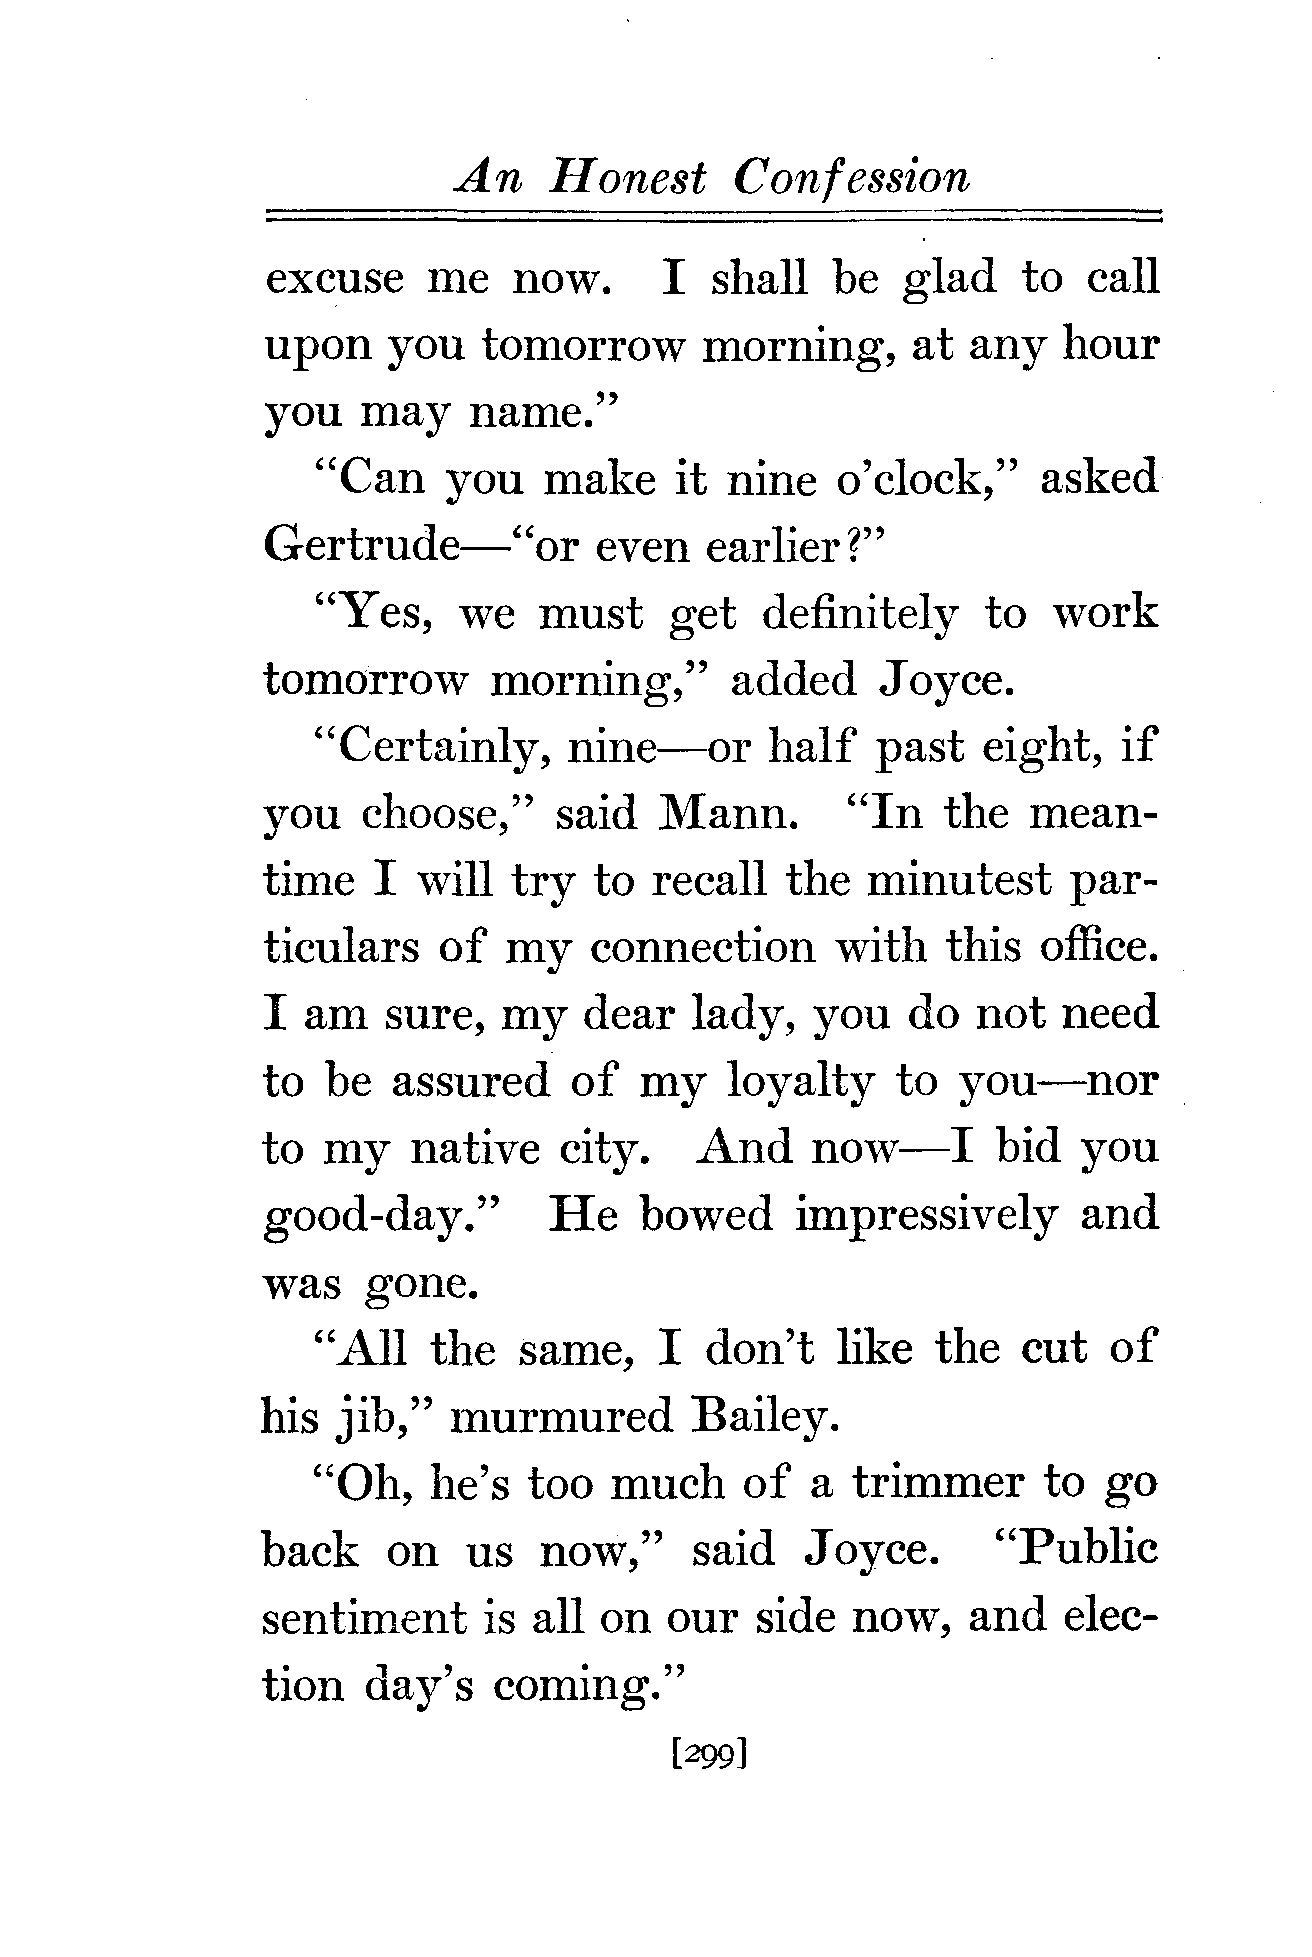 An Honest Confession
excuse me now. I shall be glad to call
upon you tomorrow morning, at any hour
you may name.”
“Can you make it nine o’clock,” asked
Gertrude—“or even earlier?”
“Yes, we must get definitely to work
tomorrow morning,” added Joyce.
“Certainly, nine—or half past eight, if
you choose,” said Mann. “In the mean-
time I will try to recall the minutest par-
ticulars of my connection with this office.
I am sure, my dear lady, you do not need
to be assured of my loyalty to you—nor
to my native city. And now—I bid you
good-day.” He bowed impressively and
was gone.
“All the same, I don’t like the cut of
his jib,” murmured Bailey.
“Oh, he’s too much of a trimmer to go
back on us now,” said Joyce. “Public
sentiment is all on our side now, and elec-
tion day’s coming.”
[299]